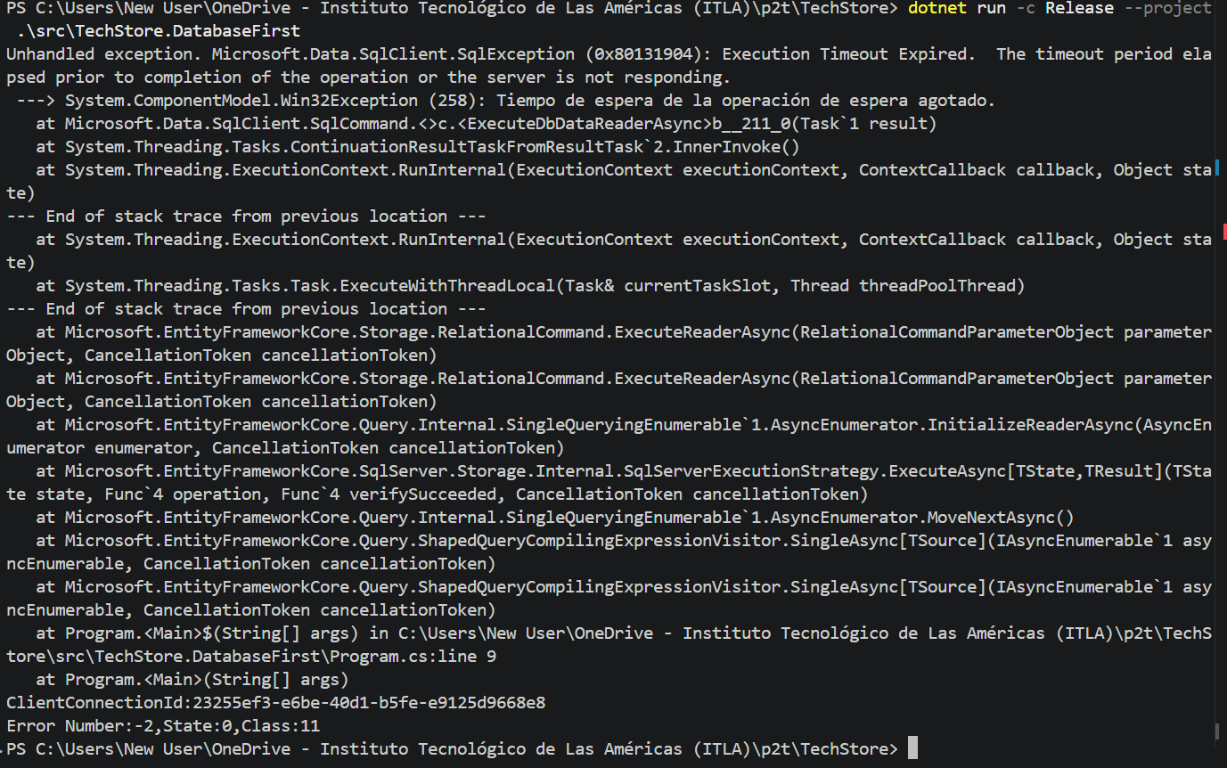 PS C:\Users\New User\OneDrive - Instituto Tecnológico de Las Américas (ITLA)\p2t\TechStore> dotnet run -c Release --project
 .\src\TechStore.DatabaseFirst
Unhandled exception. Microsoft.Data.SqlClient.SqlException (0x80131904): Execution Timeout Expired.  The timeout period ela
psed prior to completion of the operation or the server is not responding.
 ---> System.ComponentModel.Win32Exception (258): Tiempo de espera de la operación de espera agotado.
   at Microsoft.Data.SqlClient.SqlCommand.<>c.<ExecuteDbDataReaderAsync>b__211_0(Task`1 result)
   at System.Threading.Tasks.ContinuationResultTaskFromResultTask`2.InnerInvoke()
   at System.Threading.ExecutionContext.RunInternal(ExecutionContext executionContext, ContextCallback callback, Object sta
te)
--- End of stack trace from previous location ---
   at System.Threading.ExecutionContext.RunInternal(ExecutionContext executionContext, ContextCallback callback, Object sta
te)
   at System.Threading.Tasks.Task.ExecuteWithThreadLocal(Task& currentTaskSlot, Thread threadPoolThread)
--- End of stack trace from previous location ---
   at Microsoft.EntityFrameworkCore.Storage.RelationalCommand.ExecuteReaderAsync(RelationalCommandParameterObject parameter
Object, CancellationToken cancellationToken)
   at Microsoft.EntityFrameworkCore.Storage.RelationalCommand.ExecuteReaderAsync(RelationalCommandParameterObject parameter
Object, CancellationToken cancellationToken)
   at Microsoft.EntityFrameworkCore.Query.Internal.SingleQueryingEnumerable`1.AsyncEnumerator.InitializeReaderAsync(AsyncEn
umerator enumerator, CancellationToken cancellationToken)
   at Microsoft.EntityFrameworkCore.SqlServer.Storage.Internal.SqlServerExecutionStrategy.ExecuteAsync[TState,TResult](TSta
te state, Func`4 operation, Func`4 verifySucceeded, CancellationToken cancellationToken)
   at Microsoft.EntityFrameworkCore.Query.Internal.SingleQueryingEnumerable`1.AsyncEnumerator.MoveNextAsync()
   at Microsoft.EntityFrameworkCore.Query.ShapedQueryCompilingExpressionVisitor.SingleAsync[TSource](IAsyncEnumerable`1 asy
ncEnumerable, CancellationToken cancellationToken)
   at Microsoft.EntityFrameworkCore.Query.ShapedQueryCompilingExpressionVisitor.SingleAsync[TSource](IAsyncEnumerable`1 asy
ncEnumerable, CancellationToken cancellationToken)
   at Program.<Main>$(String[] args) in C:\Users\New User\OneDrive - Instituto Tecnológico de Las Américas (ITLA)\p2t\TechS
tore\src\TechStore.DatabaseFirst\Program.cs:line 9
   at Program.<Main>(String[] args)
ClientConnectionId:23255ef3-e6be-40d1-b5fe-e9125d9668e8
Error Number:-2,State:0,Class:11
PS C:\Users\New User\OneDrive - Instituto Tecnológico de Las Américas (ITLA)\p2t\TechStore>